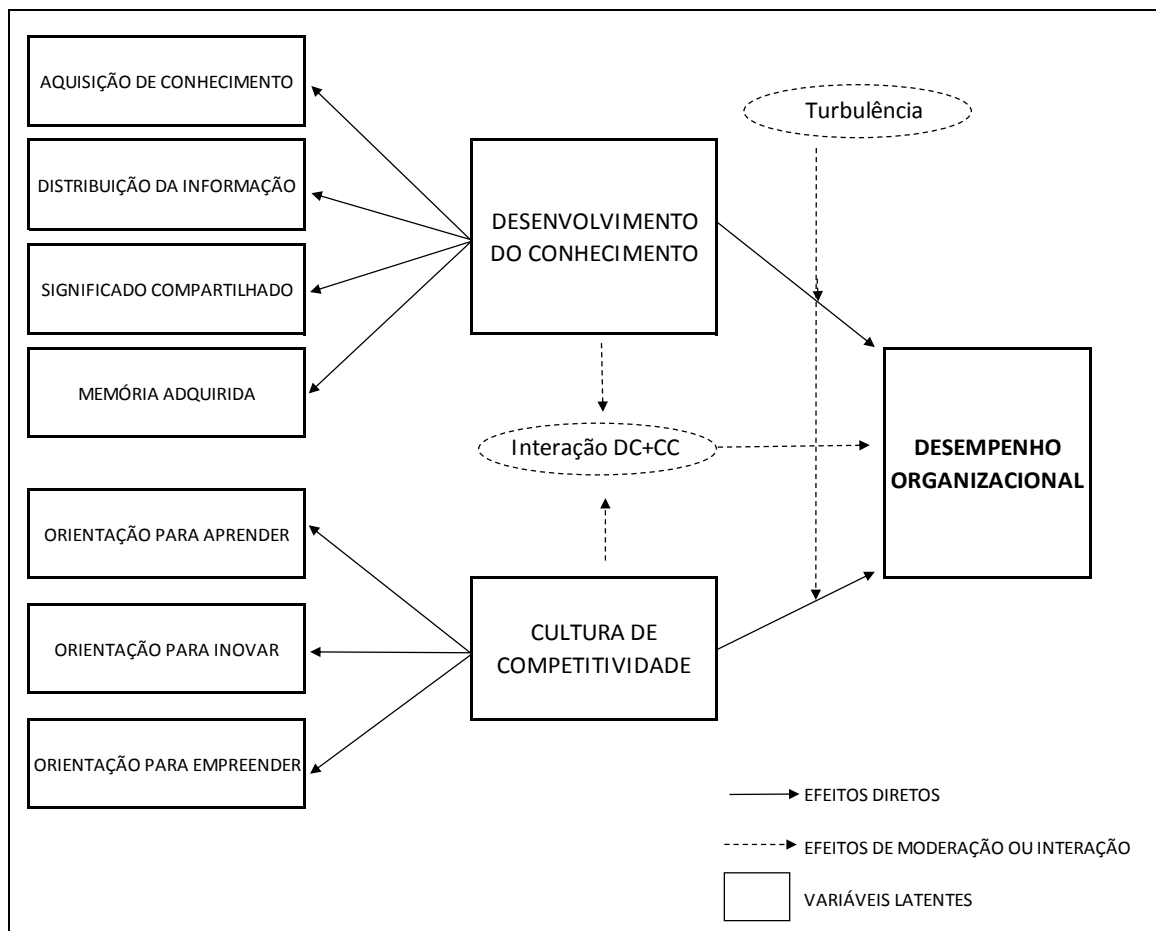 AQUISIÇÃO DE CONHECIMENTO
DISTRIBUIÇÃO DA INFORMAÇÃO
SIGNIFICADO COMPARTILHADO
MEMÓRIA ADQUIRIDA
ORIENTAÇÃO PARA APRENDER
ORIENTAÇÃO PARA INOVAR
ORIENTAÇÃO PARA EMPREENDER
DESENVOLVIMENTO
DO CONHECIMENTO
Interação DC+CC
CULTURA DE
COMPETITIVIDADE
Turbulência
DESEMPENHO
ORGANIZACIONAL
EFEITOS DIRETOS
EFEITOS DE MODERAÇÃO OU INTERAÇÃO
VARIÁVEIS LATENTES